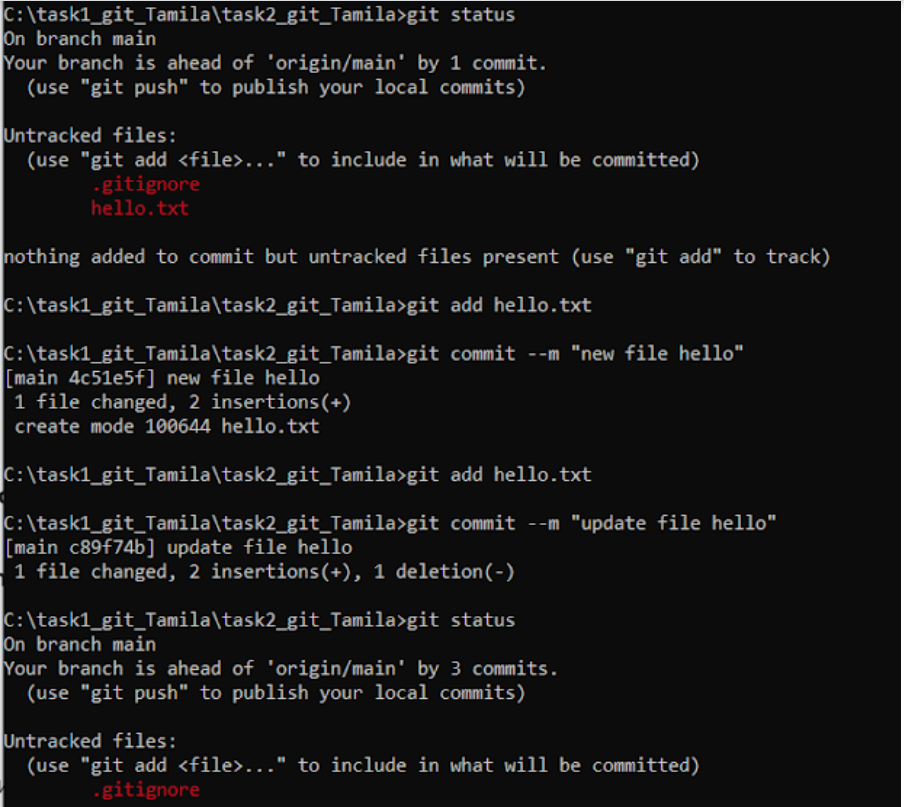 C:\task1_git_Tamila\task2_git_Tamila>git status
On branch main
Your branch is ahead of 'origin/main' by 1 commit.
  (use "git push" to publish your local commits)
Untracked files:
  (use "git add <file>..." to include in what will be committed)
        .gitignore
        hello.txt
nothing added to commit but untracked files present (use "git add" to track)
C:\task1_git_Tamila\task2_git_Tamila>git add hello.txt
C:\task1_git_Tamila\task2_git_Tamila>git commit --m "new file hello"
[main 4c51e5f] new file hello
 1 file changed, 2 insertions(+)
 create mode 100644 hello.txt
C:\task1_git_Tamila\task2_git_Tamila>git add hello.txt
C:\task1_git_Tamila\task2_git_Tamila>git commit --m "update file hello"
[main c89f74b] update file hello
 1 file changed, 2 insertions(+), 1 deletion(-)
C:\task1_git_Tamila\task2_git_Tamila>git status
On branch main
Your branch is ahead of 'origin/main' by 3 commits.
  (use "git push" to publish your local commits)
Untracked files:
  (use "git add <file>..." to include in what will be committed)
        .gitignore